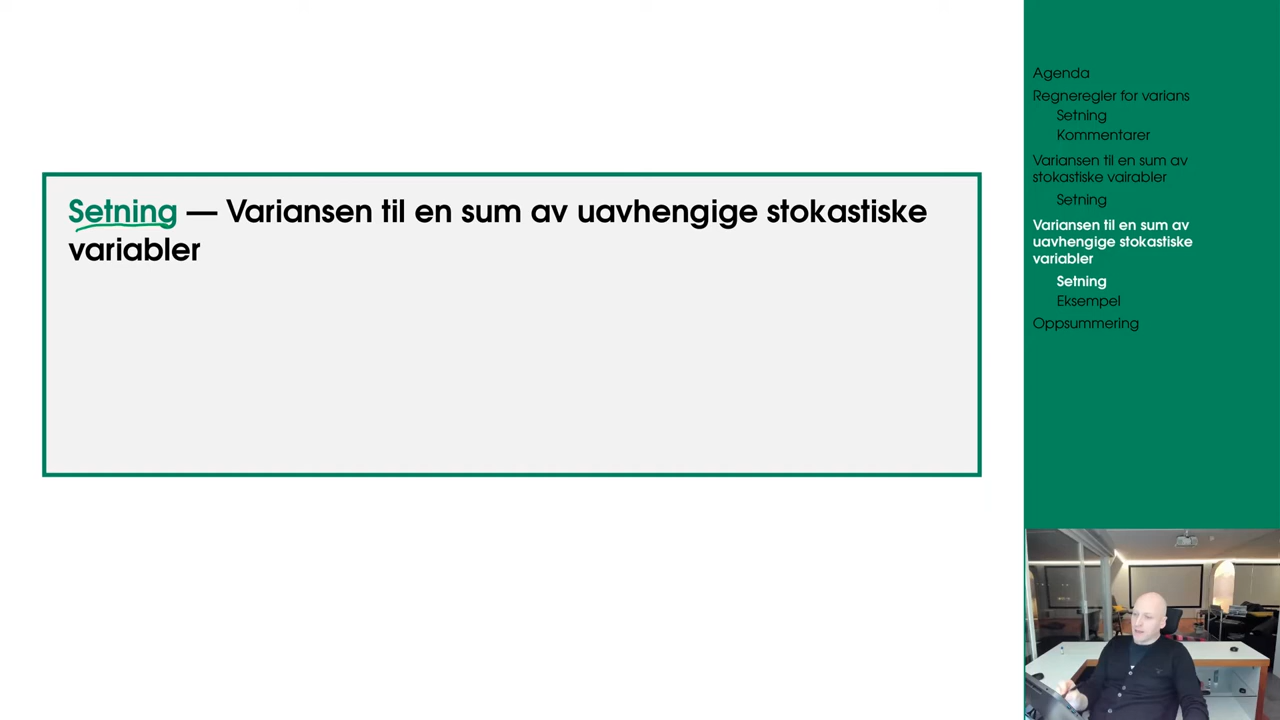 Setning — Variansen til en sum av uavhengige stokastiske
variabler
Agenda
Regneregler for varians
Setning
Kommentarer
Variansen til en sum av
stokastiske vairabler
Setning
Variansen til en sum av
uavhengige stokastiske
variabler
Setning
Eksempel
Oppsummering